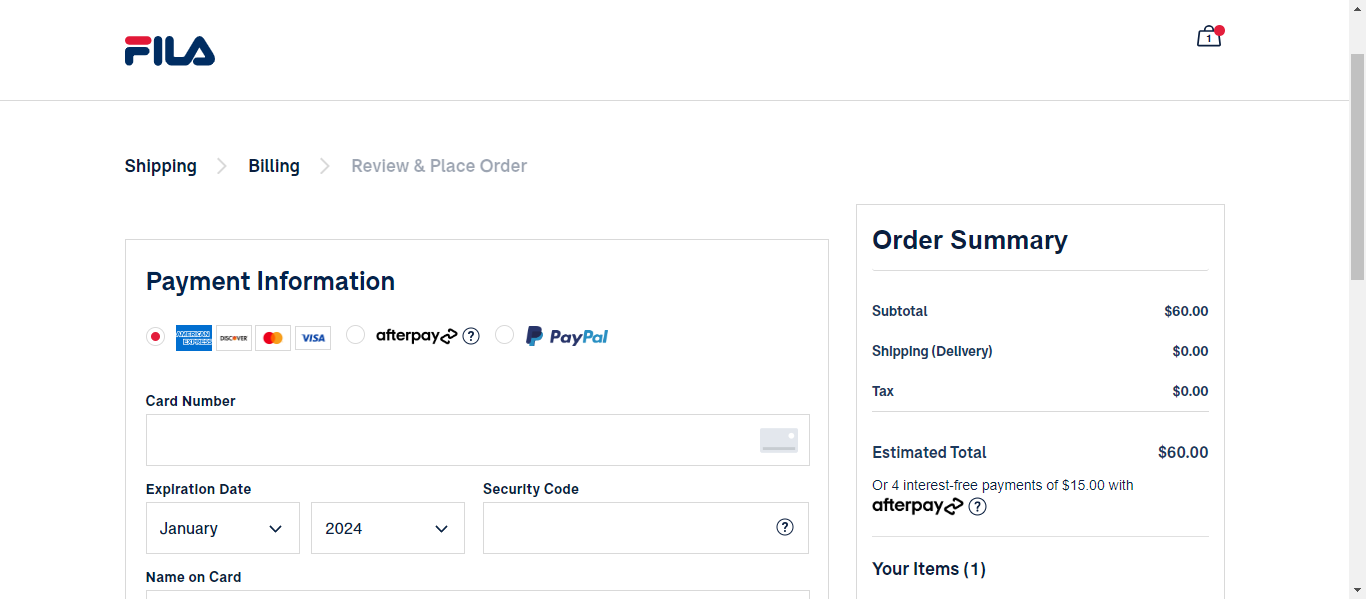 FILA
1
Shipping
Billing
Review & Place Order
Payment Information
AMERICAN EXPRESS
DISCOVER
VISA
afterpay
?
PayPal
Card Number
Expiration Date
Security Code
January
2024
?
Name on Card
Order Summary
Subtotal
$60.00
Shipping (Delivery)
$0.00
Tax
$0.00
Estimated Total
$60.00
Or 4 interest-free payments of $15.00 with
afterpay
?
Your Items (1)